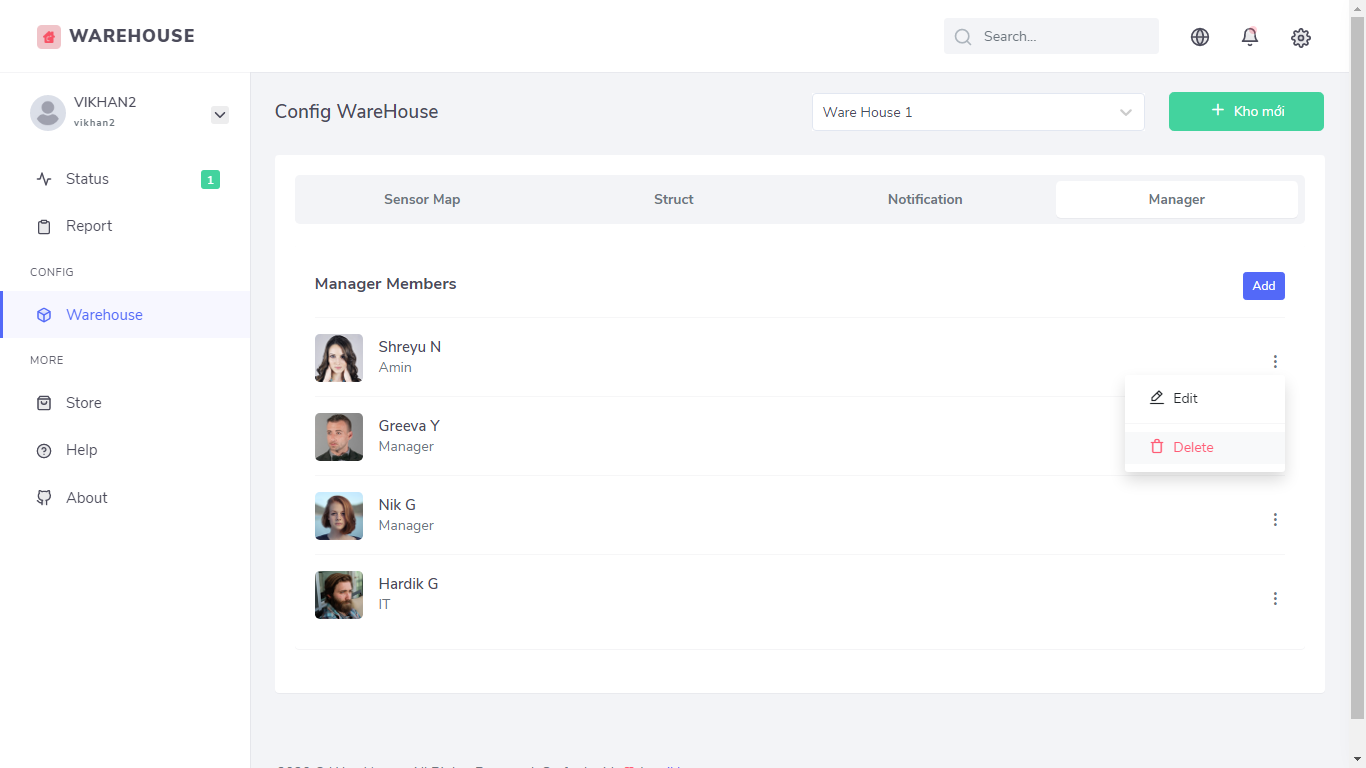 WAREHOUSE
Search...
VIKHAN2
vikhan2
Status 1
Report
CONFIG
Warehouse
MORE
Store
Help
About
Config WareHouse
Ware House 1
+ Kho mới
Sensor Map Struct Notification Manager
Manager Members
Add
Shreyu N
Amin
Edit
Delete
Greeva Y
Manager
Nik G
Manager
Hardik G
IT